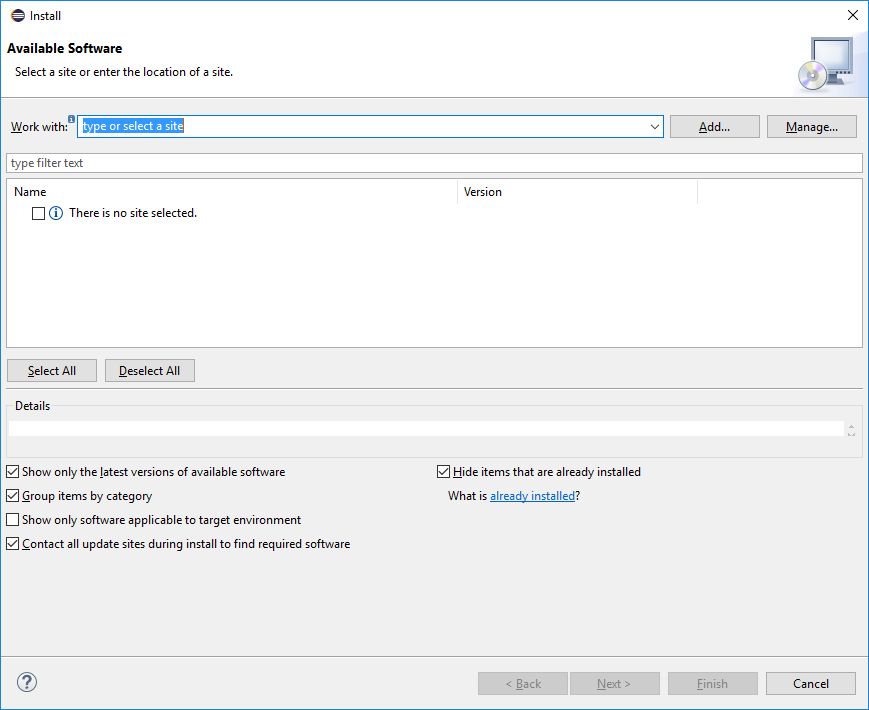 Install
Available Software
Select a site or enter the location of a site.
Work with: type or select a site Add... Manage...
type filter text
Name Version
There is no site selected.
Select All Deselect All
Details
Show only the latest versions of available software Hide items that are already installed
Group items by category What is already installed?
Show only software applicable to target environment
Contact all update sites during install to find required software
? < Back Next > Finish Cancel